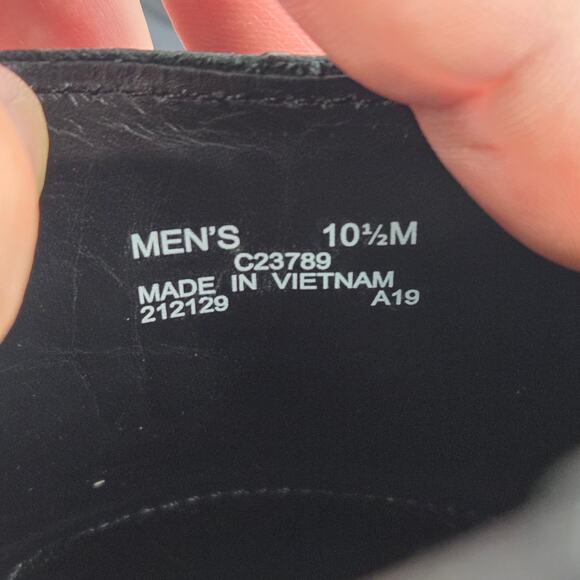 MEN'S 10½M
C23789
MADE IN VIETNAM
212129 A19